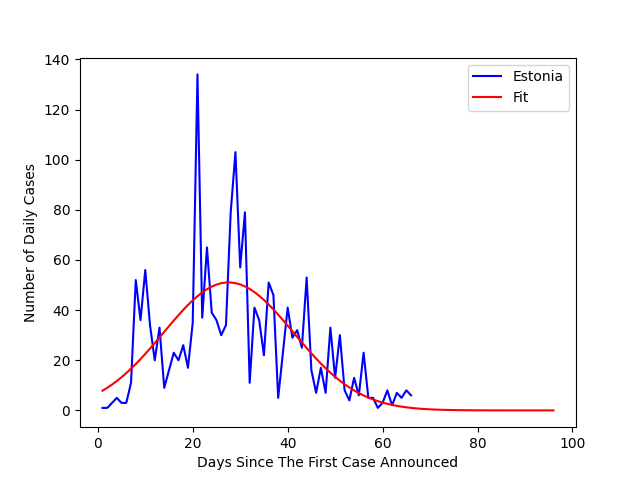 140
120
100
80
60
40
20
0
Number of Daily Cases
Estonia
Fit
0 20 40 60 80 100
Days Since The First Case Announced